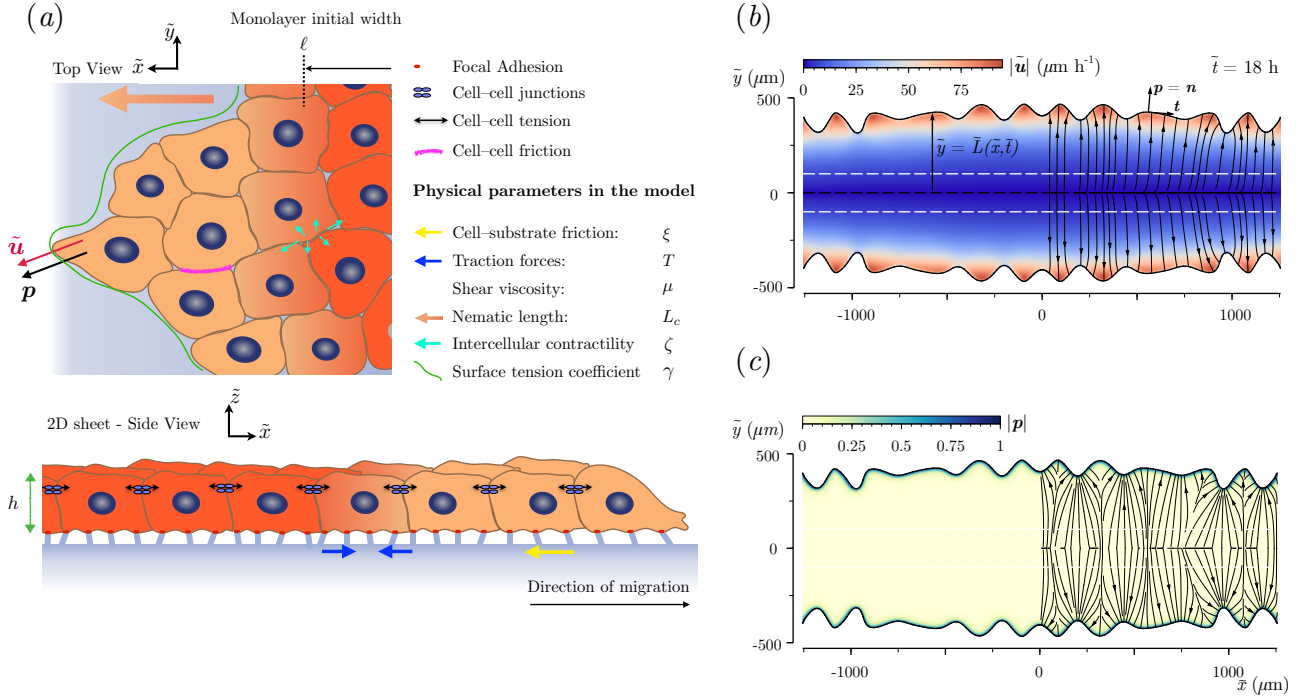 (a)
Monolayer initial width
ỹ
x̃
ℓ
Top View
ũ
p
Focal Adhesion
Cell–cell junctions
Cell–cell tension
Cell–cell friction
Physical parameters in the model
Cell–substrate friction: ξ
Traction forces: T
Shear viscosity: μ
Nematic length: L_c
Intercellular contractility ζ
Surface tension coefficient γ
z̃
2D sheet - Side View
x̃
h
Direction of migration
(b)
ỹ (μm)
|ũ| (μm h⁻¹)
t̃ = 18 h
0 25 50 75
p = n
t
ỹ = L̃(x̃,t̃)
500
0
-500
-1000 0 1000
(c)
ỹ (μm)
|p|
0 0.25 0.5 0.75 1
500
0
-500
-1000 0 1000
x̃ (μm)